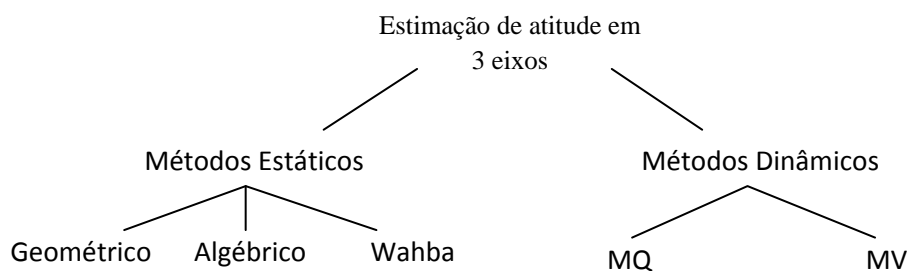 Estimação de atitude em
3 eixos
Métodos Estáticos
Métodos Dinâmicos
Geométrico
Algébrico
Wahba
MQ
MV